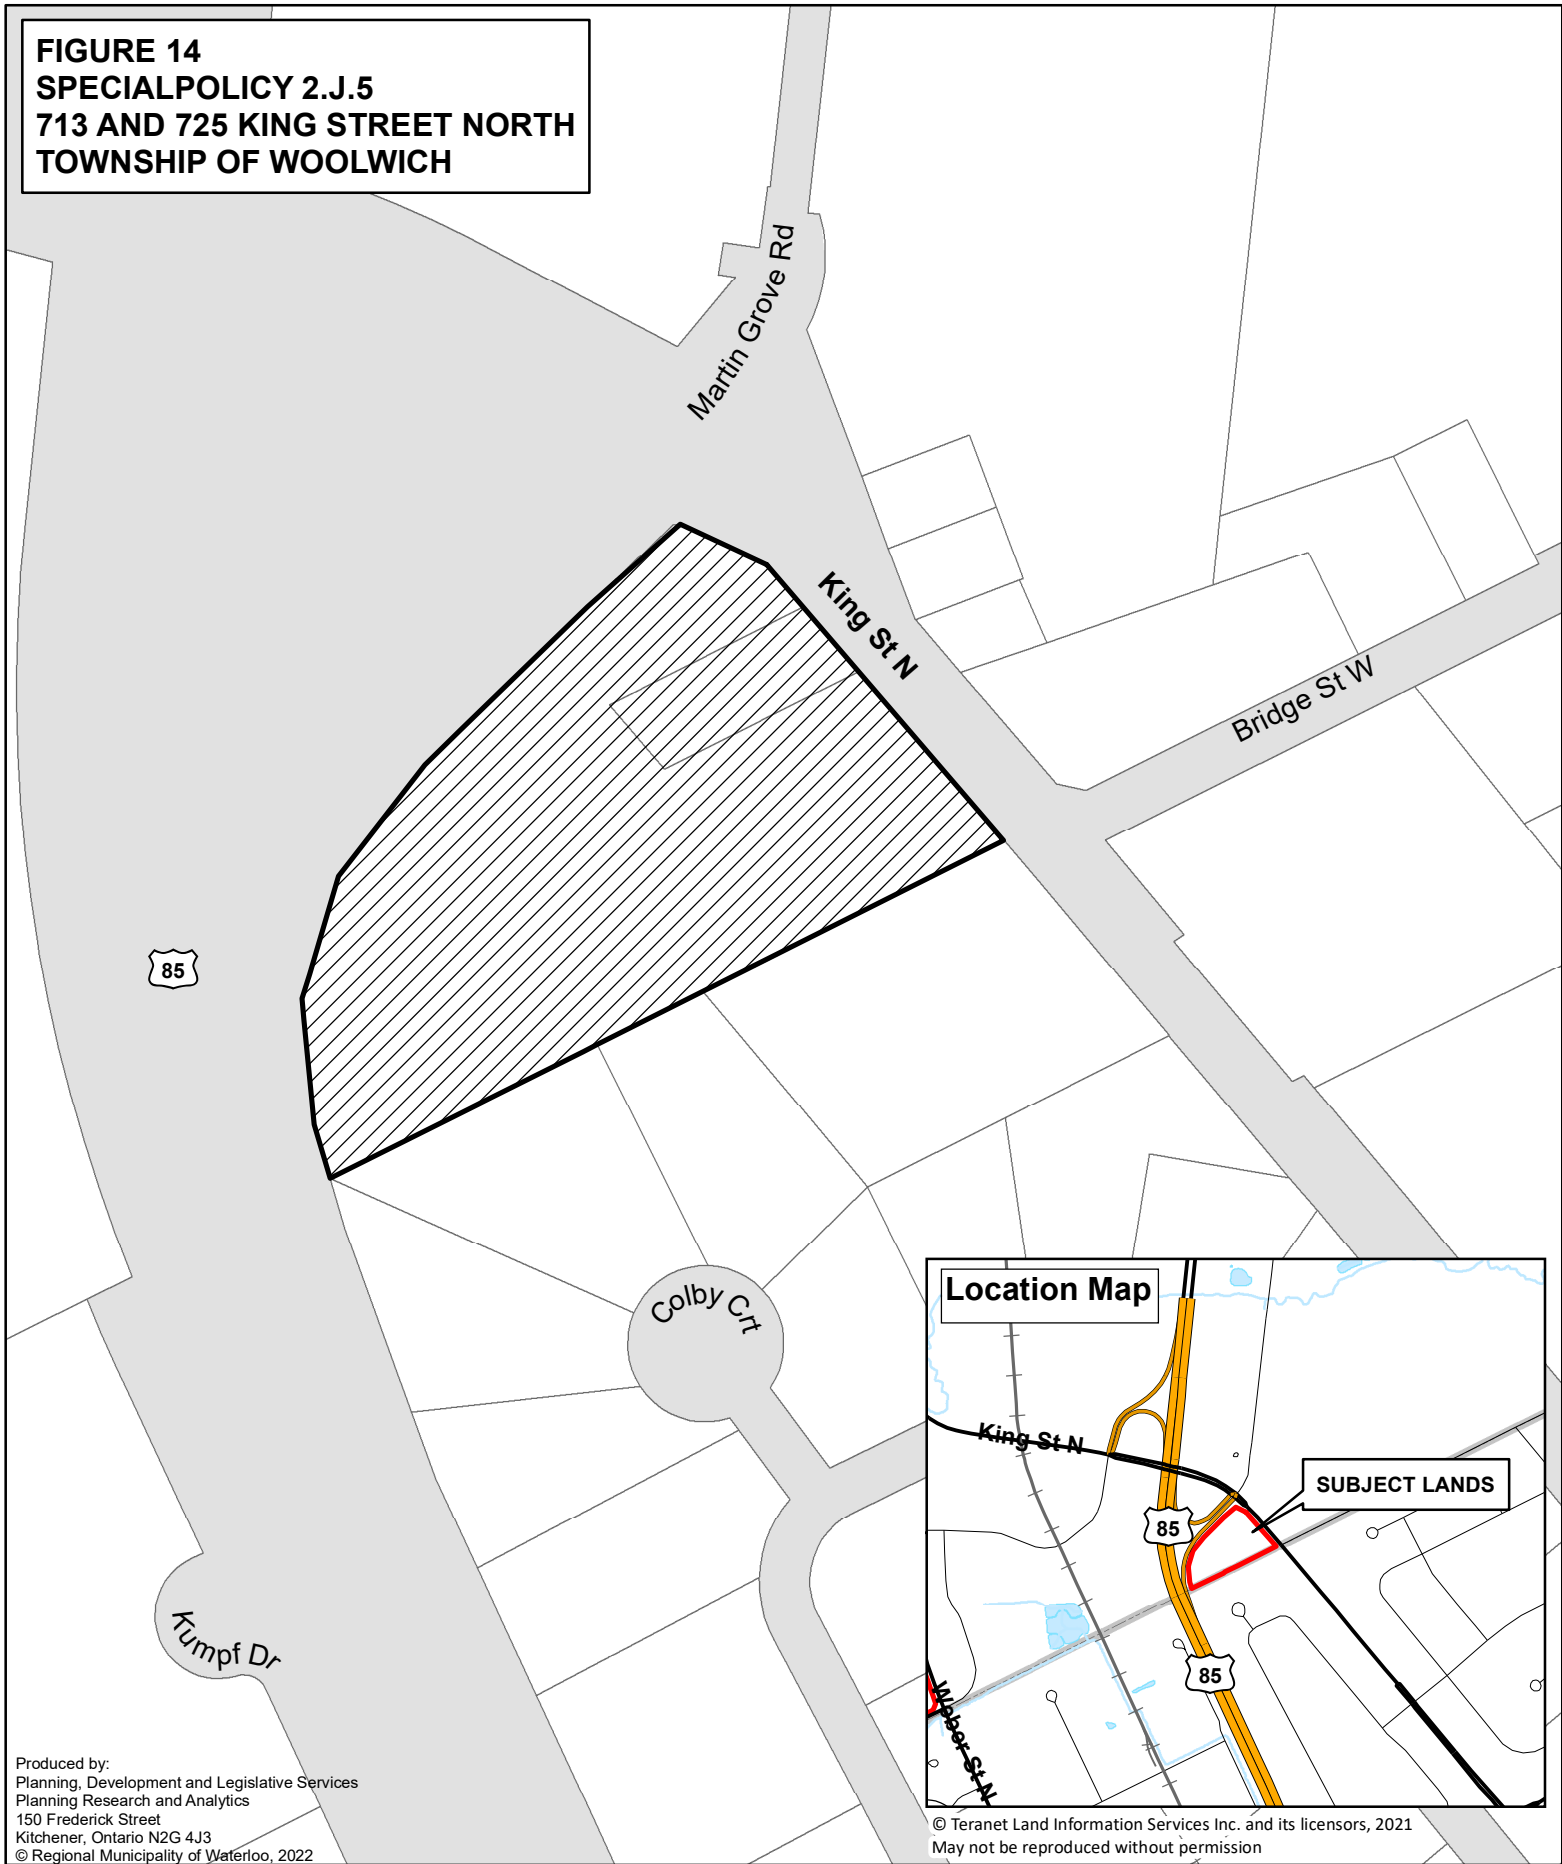 FIGURE 14
SPECIALPOLICY 2.J.5
713 AND 725 KING STREET NORTH
TOWNSHIP OF WOOLWICH
Martin Grove Rd
King St N
Bridge St W
85
Colby Crt
Kumpf Dr
Location Map
King St N
SUBJECT LANDS
85
85
Weber St N
Produced by:
Planning, Development and Legislative Services
Planning Research and Analytics
150 Frederick Street
Kitchener, Ontario N2G 4J3
© Regional Municipality of Waterloo, 2022
© Teranet Land Information Services Inc. and its licensors, 2021
May not be reproduced without permission